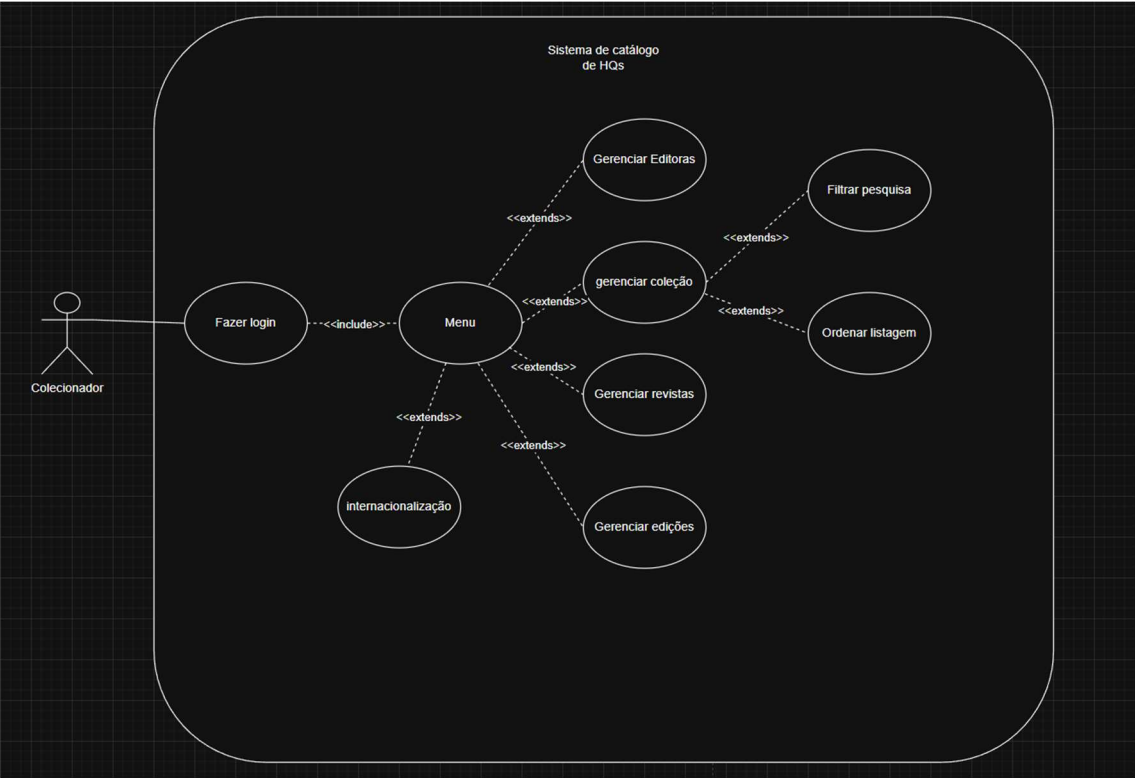 Sistema de catálogo
de HQs
Gerenciar Editoras
Filtrar pesquisa
<<extends>>
<<extends>>
gerenciar coleção
<<extends>>
<<extends>>
Fazer login
<<include>>
Menu
Ordenar listagem
<<extends>>
Colecionador
Gerenciar revistas
<<extends>>
<<extends>>
internacionalização
Gerenciar edições